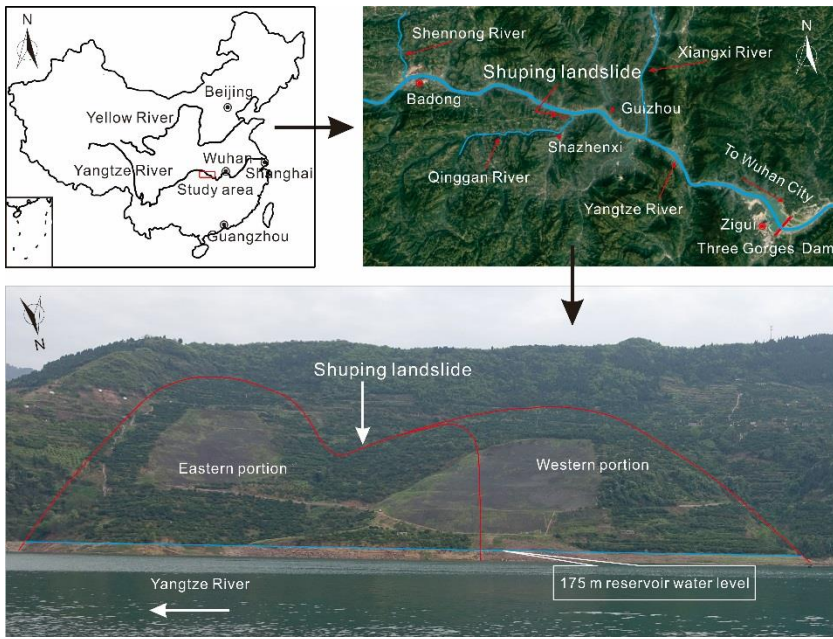 N
Beijing
Yellow River
Wuhan
Yangtze River
Shanghai
Study area
Guangzhou
Shennong River
Xiangxi River
N
Shuping landslide
Badong
Guizhou
Shazhenxi
Qinggan River
To Wuhan City
Yangtze River
Zigui
Three Gorges Dam
N
Shuping landslide
Eastern portion
Western portion
Yangtze River
175 m reservoir water level